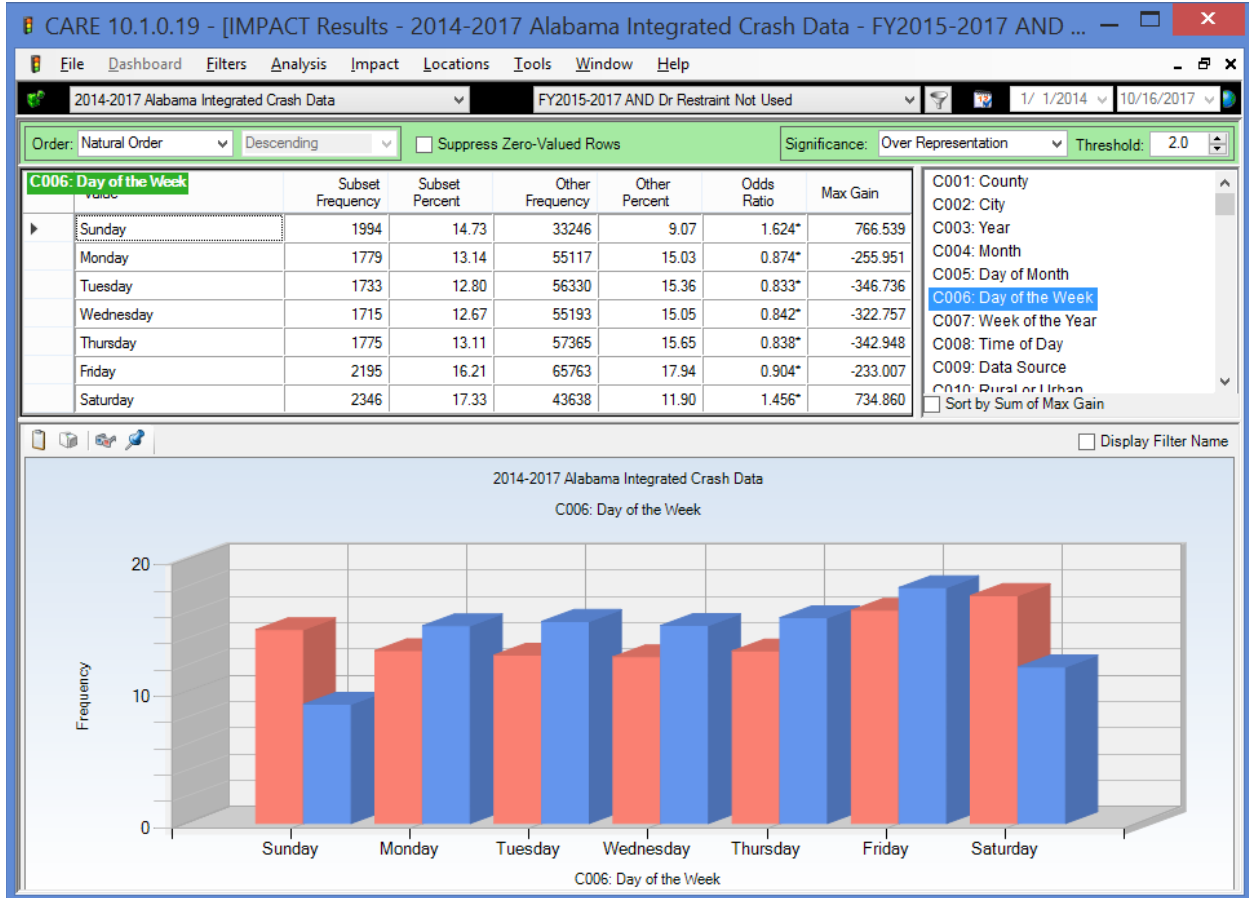 CARE 10.1.0.19 - [IMPACT Results - 2014-2017 Alabama Integrated Crash Data - FY2015-2017 AND ...
File Dashboard Filters Analysis Impact Locations Tools Window Help
2014-2017 Alabama Integrated Crash Data FY2015-2017 AND Dr Restraint Not Used 1/ 1/2014 10/16/2017
Order: Natural Order Descending Suppress Zero-Valued Rows Significance: Over Representation Threshold: 2.0
C006: Day of the Week Subset Frequency Subset Percent Other Frequency Other Percent Odds Ratio Max Gain
Sunday 1994 14.73 33246 9.07 1.624* 766.539
Monday 1779 13.14 55117 15.03 0.874* -255.951
Tuesday 1733 12.80 56330 15.36 0.833* -346.736
Wednesday 1715 12.67 55193 15.05 0.842* -322.757
Thursday 1775 13.11 57365 15.65 0.838* -342.948
Friday 2195 16.21 65763 17.94 0.904* -233.007
Saturday 2346 17.33 43638 11.90 1.456* 734.860
C001: County
C002: City
C003: Year
C004: Month
C005: Day of Month
C006: Day of the Week
C007: Week of the Year
C008: Time of Day
C009: Data Source
C010: Rural or Urban
Sort by Sum of Max Gain
Display Filter Name
2014-2017 Alabama Integrated Crash Data
C006: Day of the Week
20
10
0
Frequency
Sunday Monday Tuesday Wednesday Thursday Friday Saturday
C006: Day of the Week